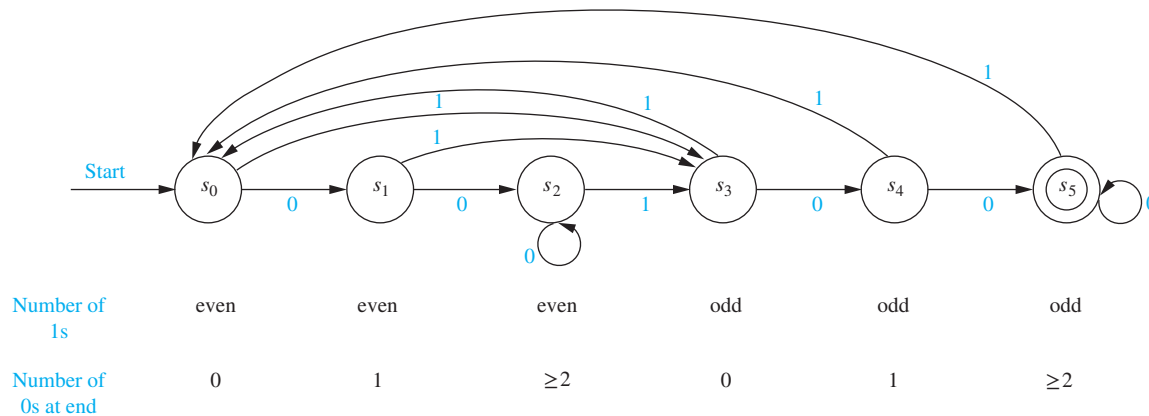 1
1
1
1
1
Start
s0
s1
s2
s3
s4
s5
0
0
1
0
0
0
0
Number of
1s
even
even
even
odd
odd
odd
Number of
0s at end
0
1
≥2
0
1
≥2